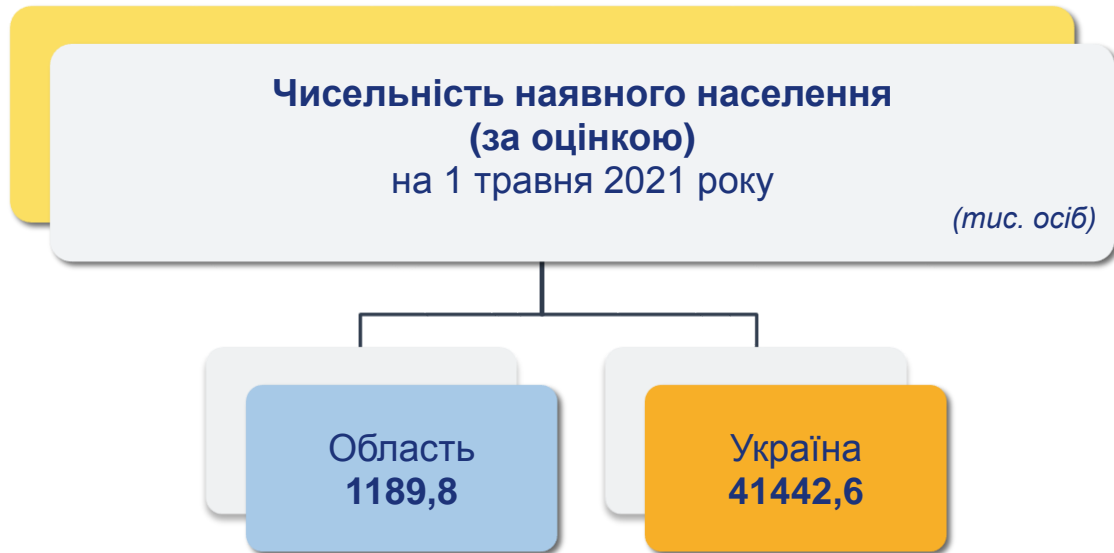 Чисельність наявного населення
(за оцінкою)
на 1 травня 2021 року
(тис. осіб)
Область
1189,8
Україна
41442,6